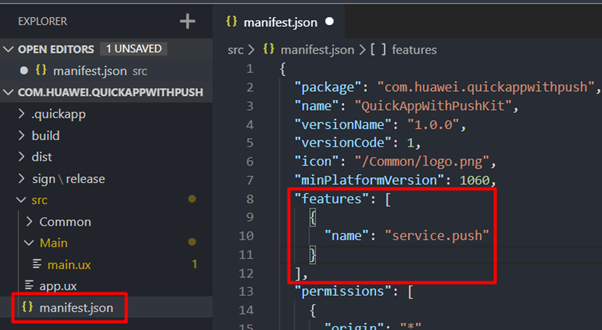 EXPLORER
OPEN EDITORS 1 UNSAVED
{} manifest.json src
COM.HUAWEI.QUICKAPPWITHPUSH
.quickapp
build
dist
sign\release
src
Common
Main
main.ux 1
app.ux
{} manifest.json
{} manifest.json
src > {} manifest.json > [ ] features
1 {
2 "package": "com.huawei.quickappwithpush",
3 "name": "QuickAppWithPushKit",
4 "versionName": "1.0.0",
5 "versionCode": 1,
6 "icon": "/Common/logo.png",
7 "minPlatformVersion": 1060,
8 "features": [
9 {
10 "name": "service.push"
11 }
12 ],
13 "permissions": [
14 {
15 "origin": "*"